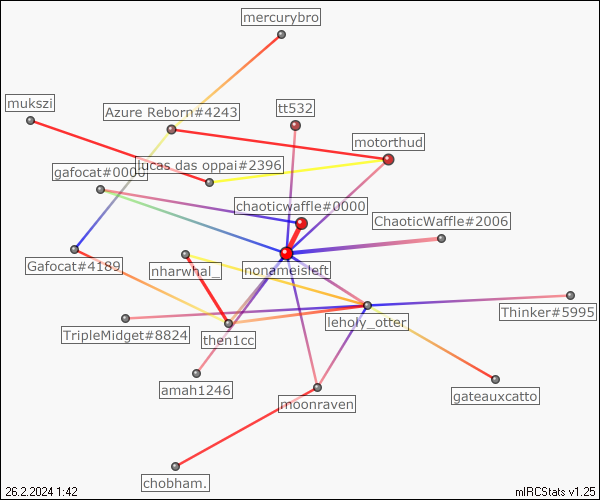 mercurybro
mukszi
Azure Reborn#4243
tt532
motorthud
lucas das oppai#2396
gafocat#000
chaoticwaffle#0000
ChaoticWaffle#2006
Gafocat#4189
nharwhal_
nonameisleft
Thinker#5995
leholy_otter
TripleMidget#8824
then1cc
amah1246
gateauxcatto
moonraven
chobham.
26.2.2024 1:42
mIRCStats v1.25